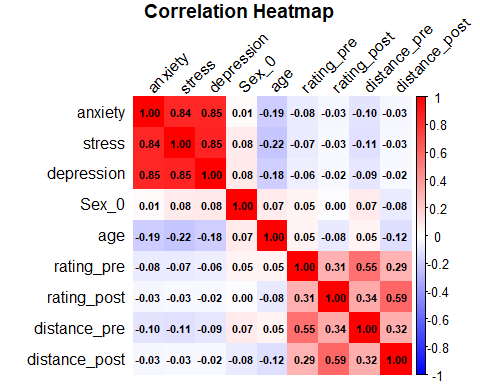 Correlation Heatmap
anxiety stress depression Sex_0 age rating_pre rating_post distance_pre distance_post
anxiety 1.00 0.84 0.85 0.01 -0.19 -0.08 -0.03 -0.10 -0.03
stress 0.84 1.00 0.85 0.08 -0.22 -0.07 -0.03 -0.11 -0.03
depression 0.85 0.85 1.00 0.08 -0.18 -0.06 -0.02 -0.09 -0.02
Sex_0 0.01 0.08 0.08 1.00 0.07 0.05 0.00 0.07 -0.08
age -0.19 -0.22 -0.18 0.07 1.00 0.05 -0.08 0.05 -0.12
rating_pre -0.08 -0.07 -0.06 0.05 0.05 1.00 0.31 0.55 0.29
rating_post -0.03 -0.03 -0.02 0.00 -0.08 0.31 1.00 0.34 0.59
distance_pre -0.10 -0.11 -0.09 0.07 0.05 0.55 0.34 1.00 0.32
distance_post -0.03 -0.03 -0.02 -0.08 -0.12 0.29 0.59 0.32 1.00
1
0.8
0.6
0.4
0.2
0
-0.2
-0.4
-0.6
-0.8
-1